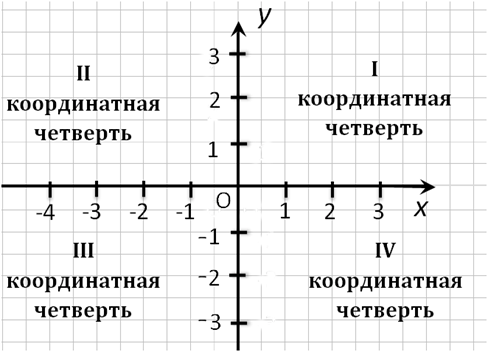 y
3
II
I
координатная
координатная
2
четверть
четверть
1
-4 -3 -2 -1 O 1 2 3 x
-1
III
IV
координатная
координатная
-2
четверть
четверть
-3